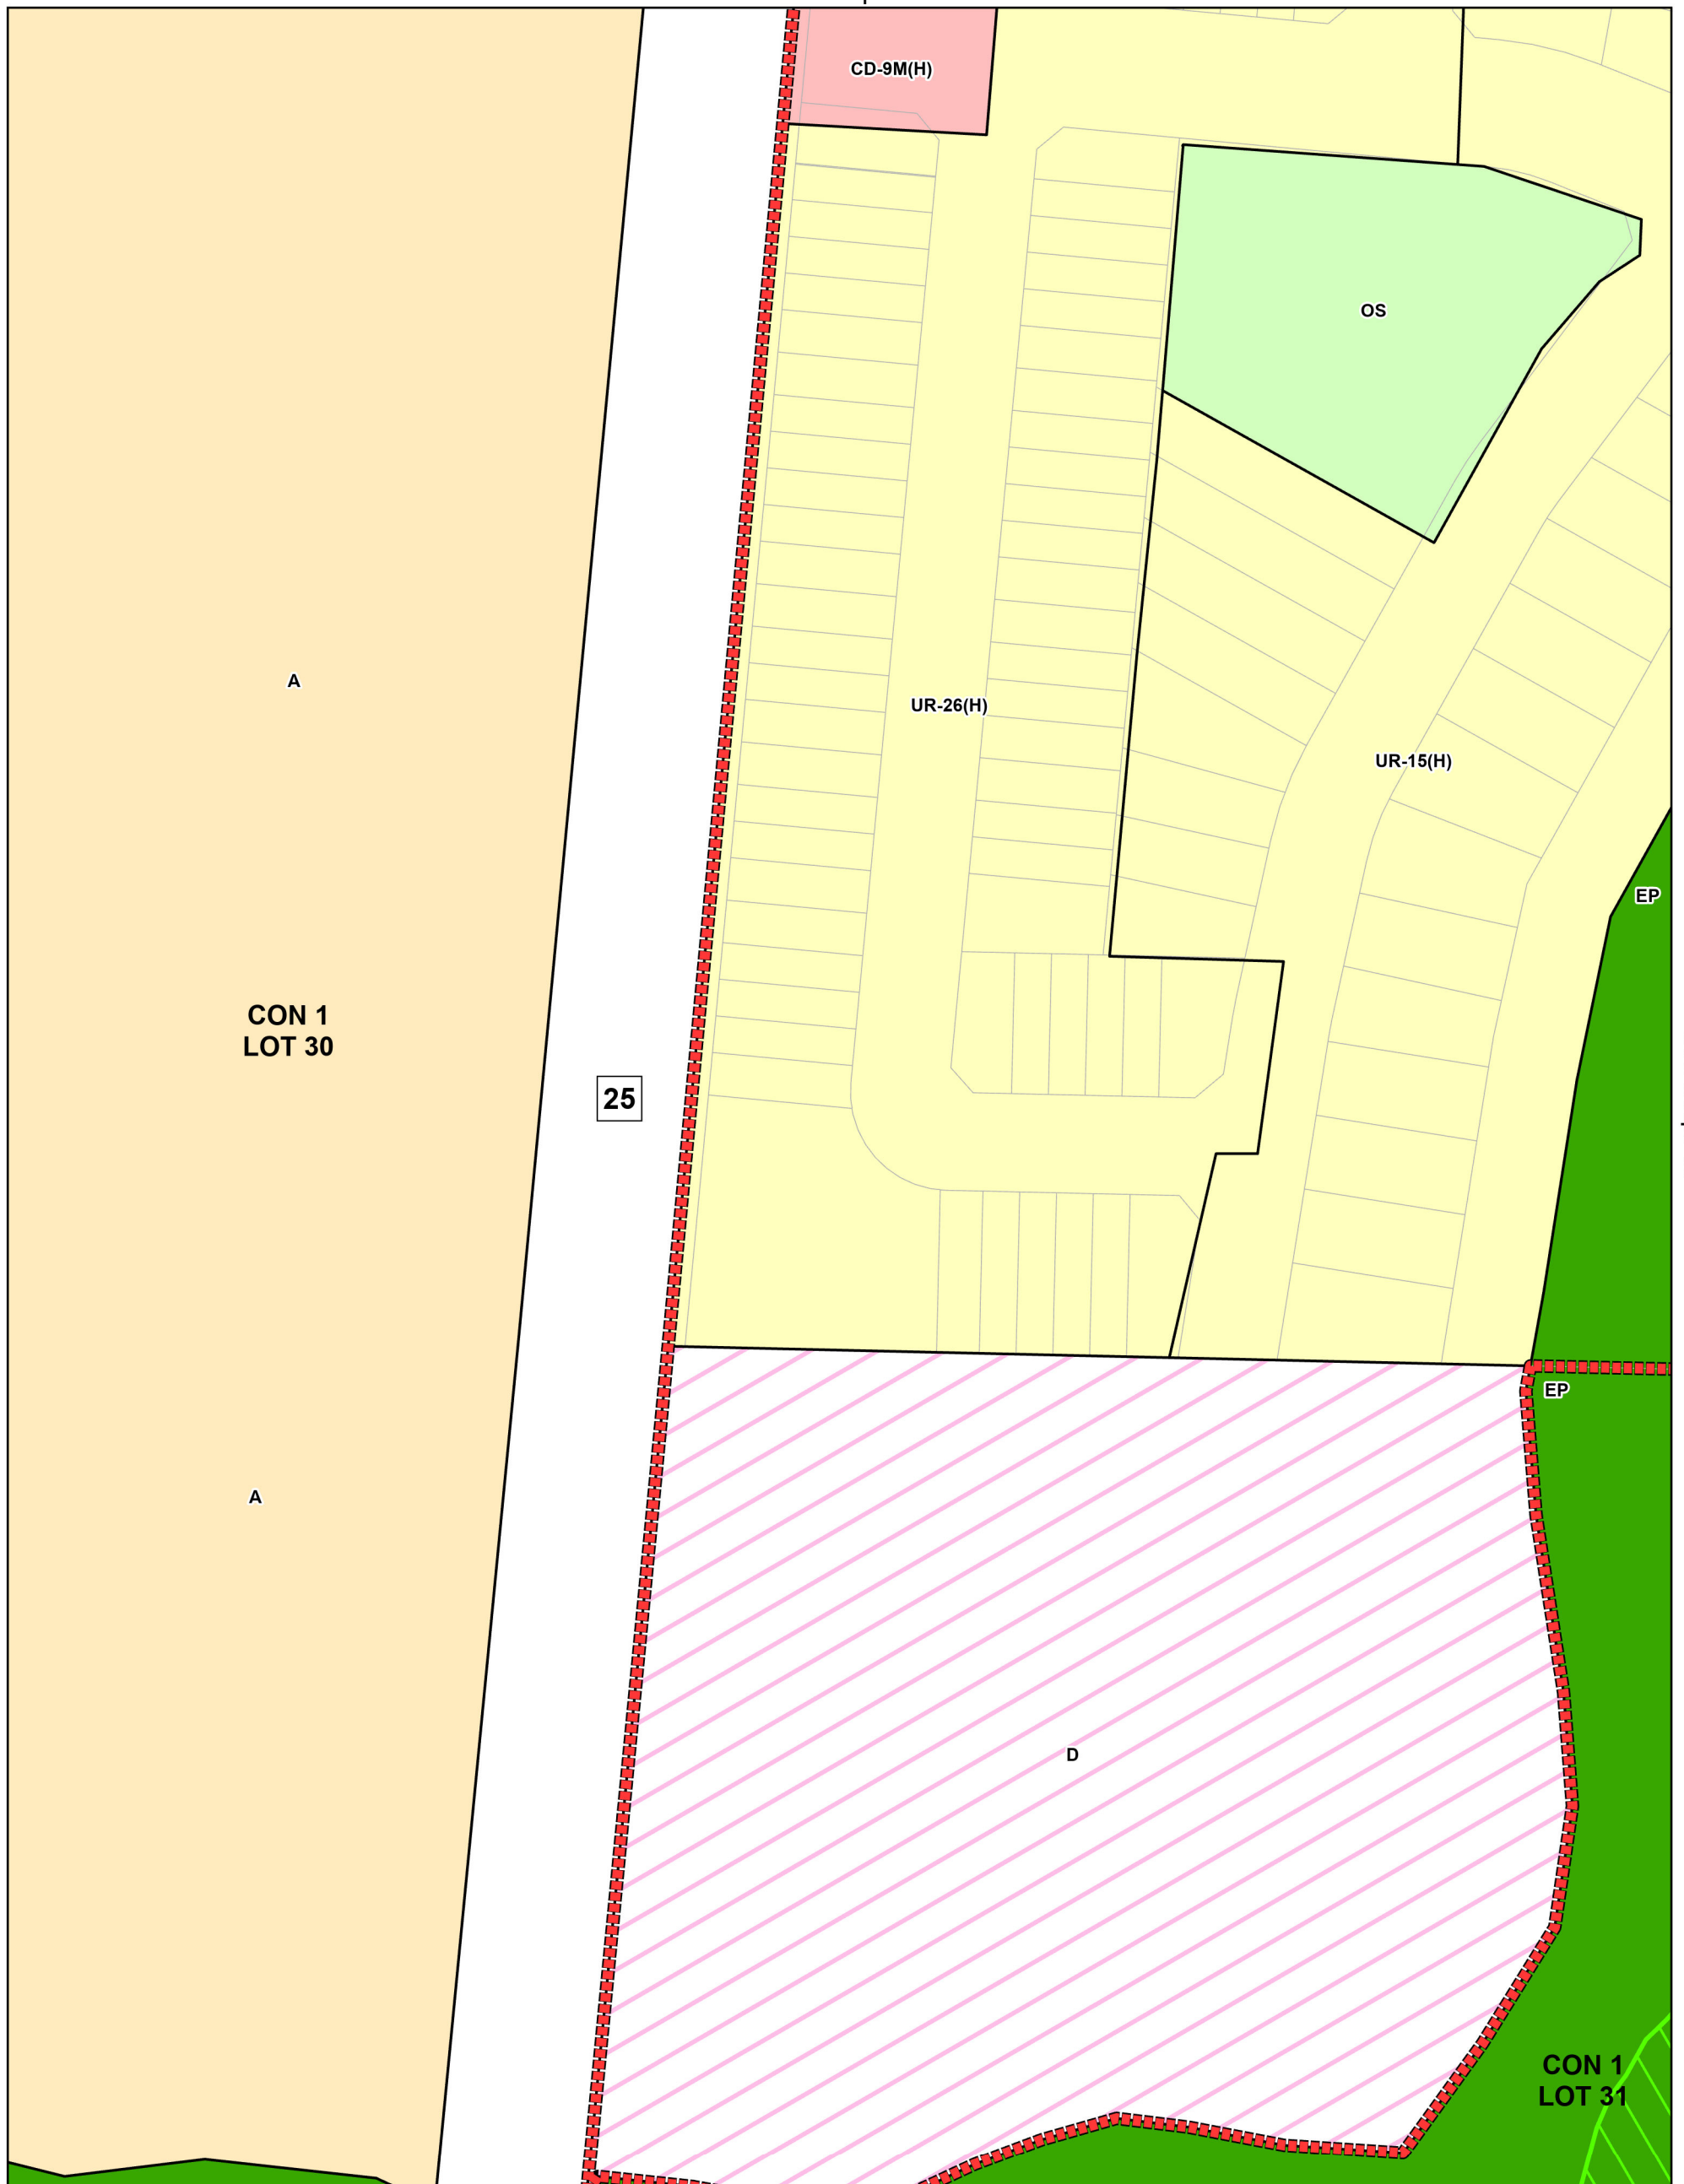 CD-9M(H)
OS
A
UR-26(H)
UR-15(H)
EP
CON 1
LOT 30
25
EP
A
D
CON 1
LOT 31